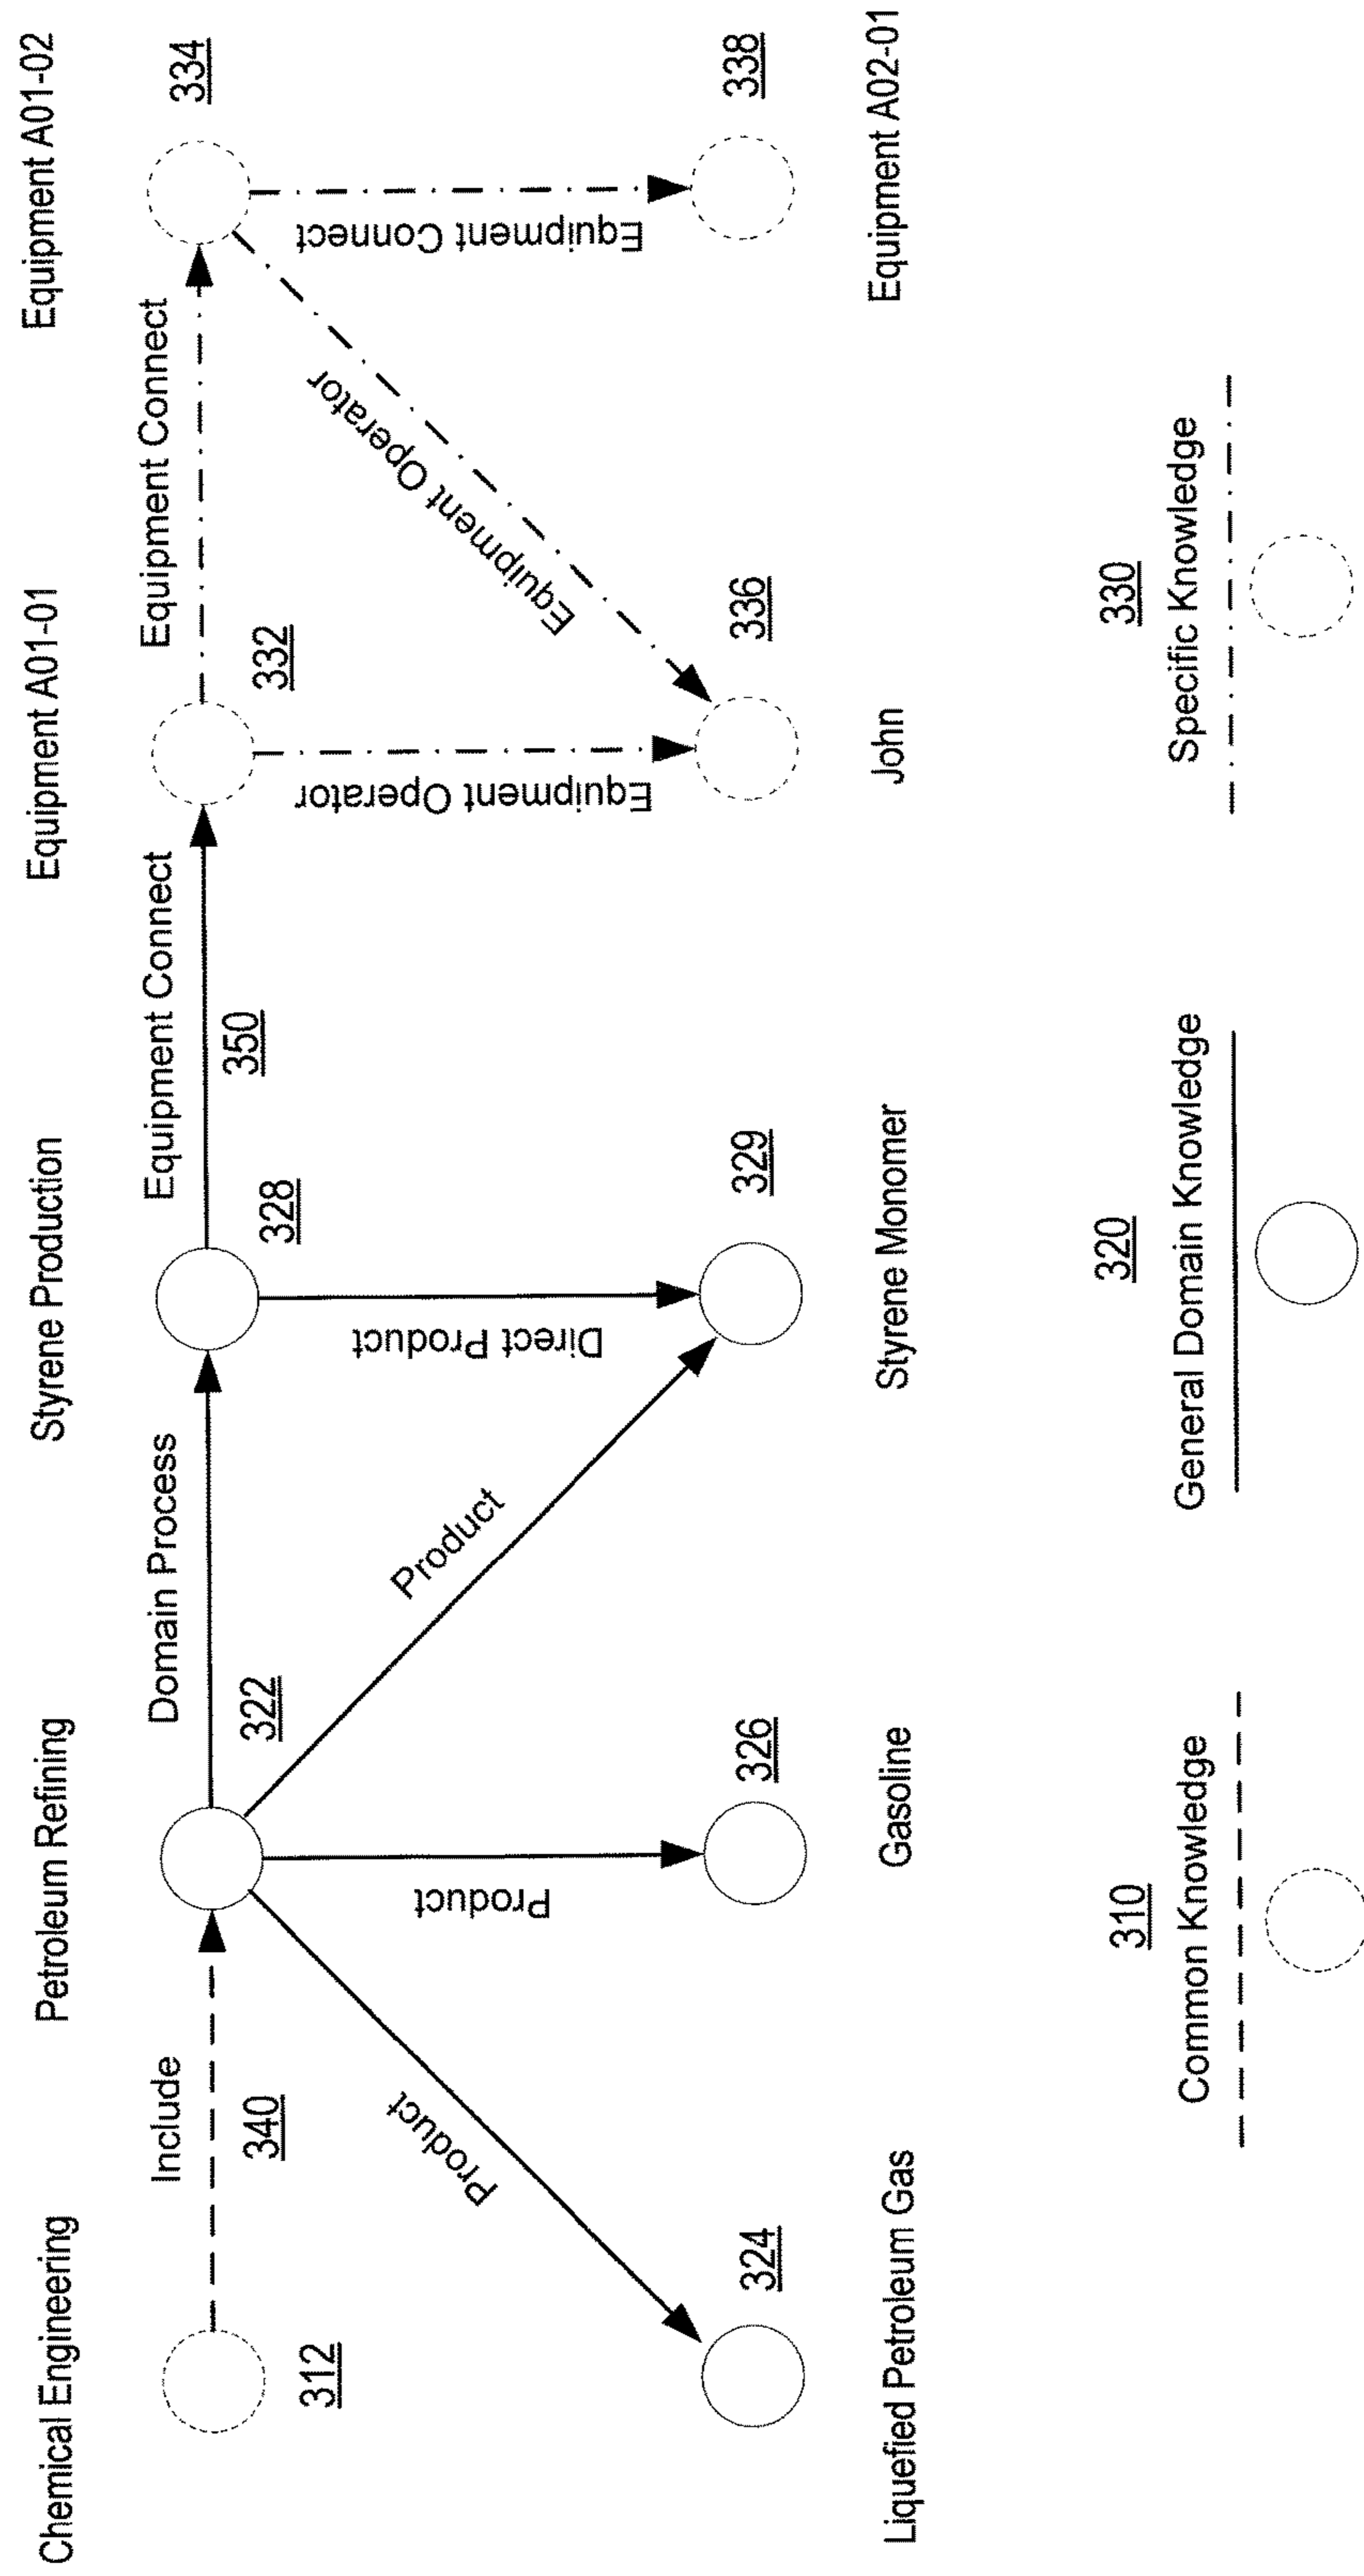 Chemical Engineering
Petroleum Refining
Styrene Production
Equipment A01-01
Equipment A01-02
Include
Domain Process
Equipment Connect
Equipment Connect
312
340
322
328
350
332
334
Product
Product
Product
Direct Product
Equipment Operator
Equipment Operator
Equipment Connect
324
326
329
336
338
Liquefied Petroleum Gas
Gasoline
Styrene Monomer
John
Equipment A02-01
310
320
330
Common Knowledge
General Domain Knowledge
Specific Knowledge